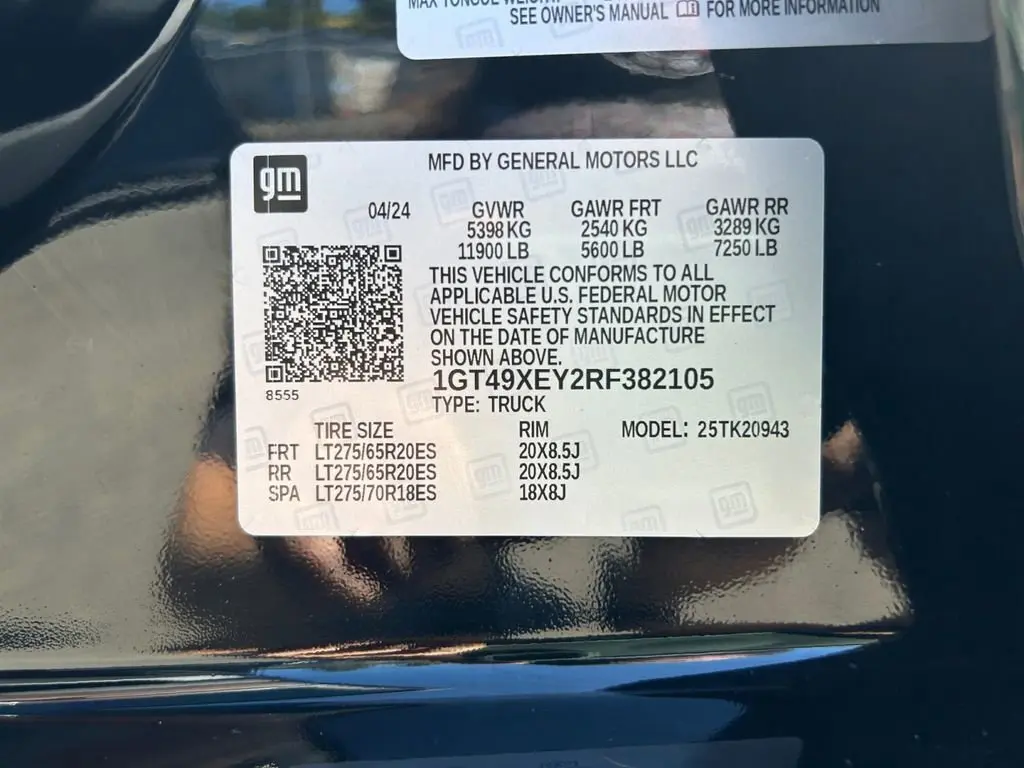 SEE OWNER'S MANUAL FOR MORE INFORMATION
gm
MFD BY GENERAL MOTORS LLC
04/24 GVWR GAWR FRT GAWR RR
5398 KG 2540 KG 3289 KG
11900 LB 5600 LB 7250 LB
THIS VEHICLE CONFORMS TO ALL
APPLICABLE U.S. FEDERAL MOTOR
VEHICLE SAFETY STANDARDS IN EFFECT
ON THE DATE OF MANUFACTURE
SHOWN ABOVE.
8555
1GT49XEY2RF382105
TYPE: TRUCK
TIRE SIZE RIM MODEL: 25TK20943
FRT LT275/65R20ES 20X8.5J
RR LT275/65R20ES 20X8.5J
SPA LT275/70R18ES 18X8J